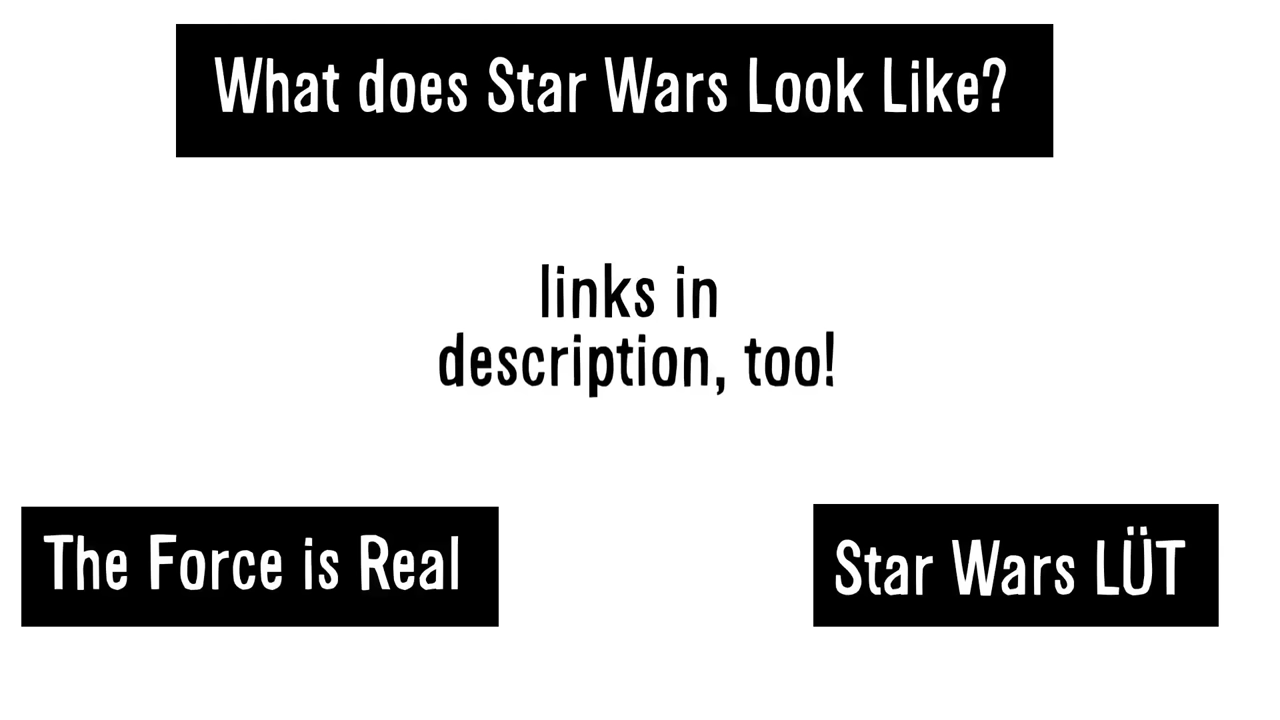 What does Star Wars Look Like?
links in
description, too!
The Force is Real
Star Wars LÜT